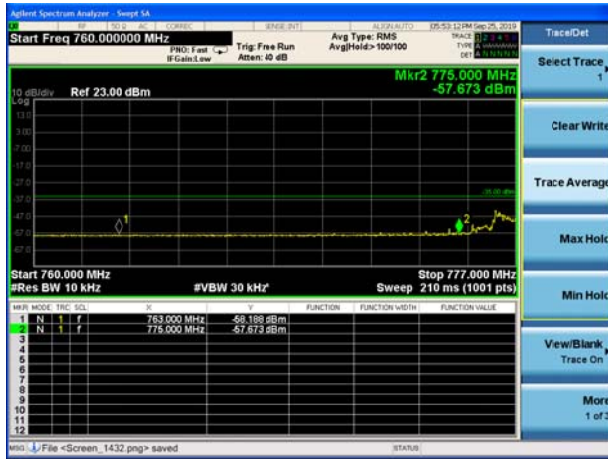 Agilent Spectrum Analyzer - Swept SA
RF 50 Ω AC CORREC SENSE:INT ALIGNAUTO 05:53:12 PM Sep 25, 2019
Start Freq 760.000000 MHz
PNO: Fast
IFGain:Low
Trig: Free Run
Avg Type: RMS
Avg|Hold:> 100/100
TRACE 1 2 3 4 5 6
TYPE
DET A N N N N N
Mkr2 775.000 MHz
-57.673 dBm
10 dB/div Ref 23.00 dBm
Log
13.0
3.00
-7.00
-17.0
-27.0
-37.0
-47.0
-57.0
-67.0
-35.00 dBm
1
2
Start 760.000 MHz
Stop 777.000 MHz
#Res BW 10 kHz
#VBW 30 kHz*
Sweep 210 ms (1001 pts)
MKR MODE TRC SCL X Y FUNCTION FUNCTION WIDTH FUNCTION VALUE
1 N 1 f 763.000 MHz -58.188 dBm
2 N 1 f 775.000 MHz -57.673 dBm
3
4
5
6
7
8
9
10
11
12
MSG File <Screen_1432.png> saved
STATUS
Trace/Det
Select Trace
1
Clear Write
Trace Average
Max Hold
Min Hold
View/Blank
Trace On
More
1 of 3